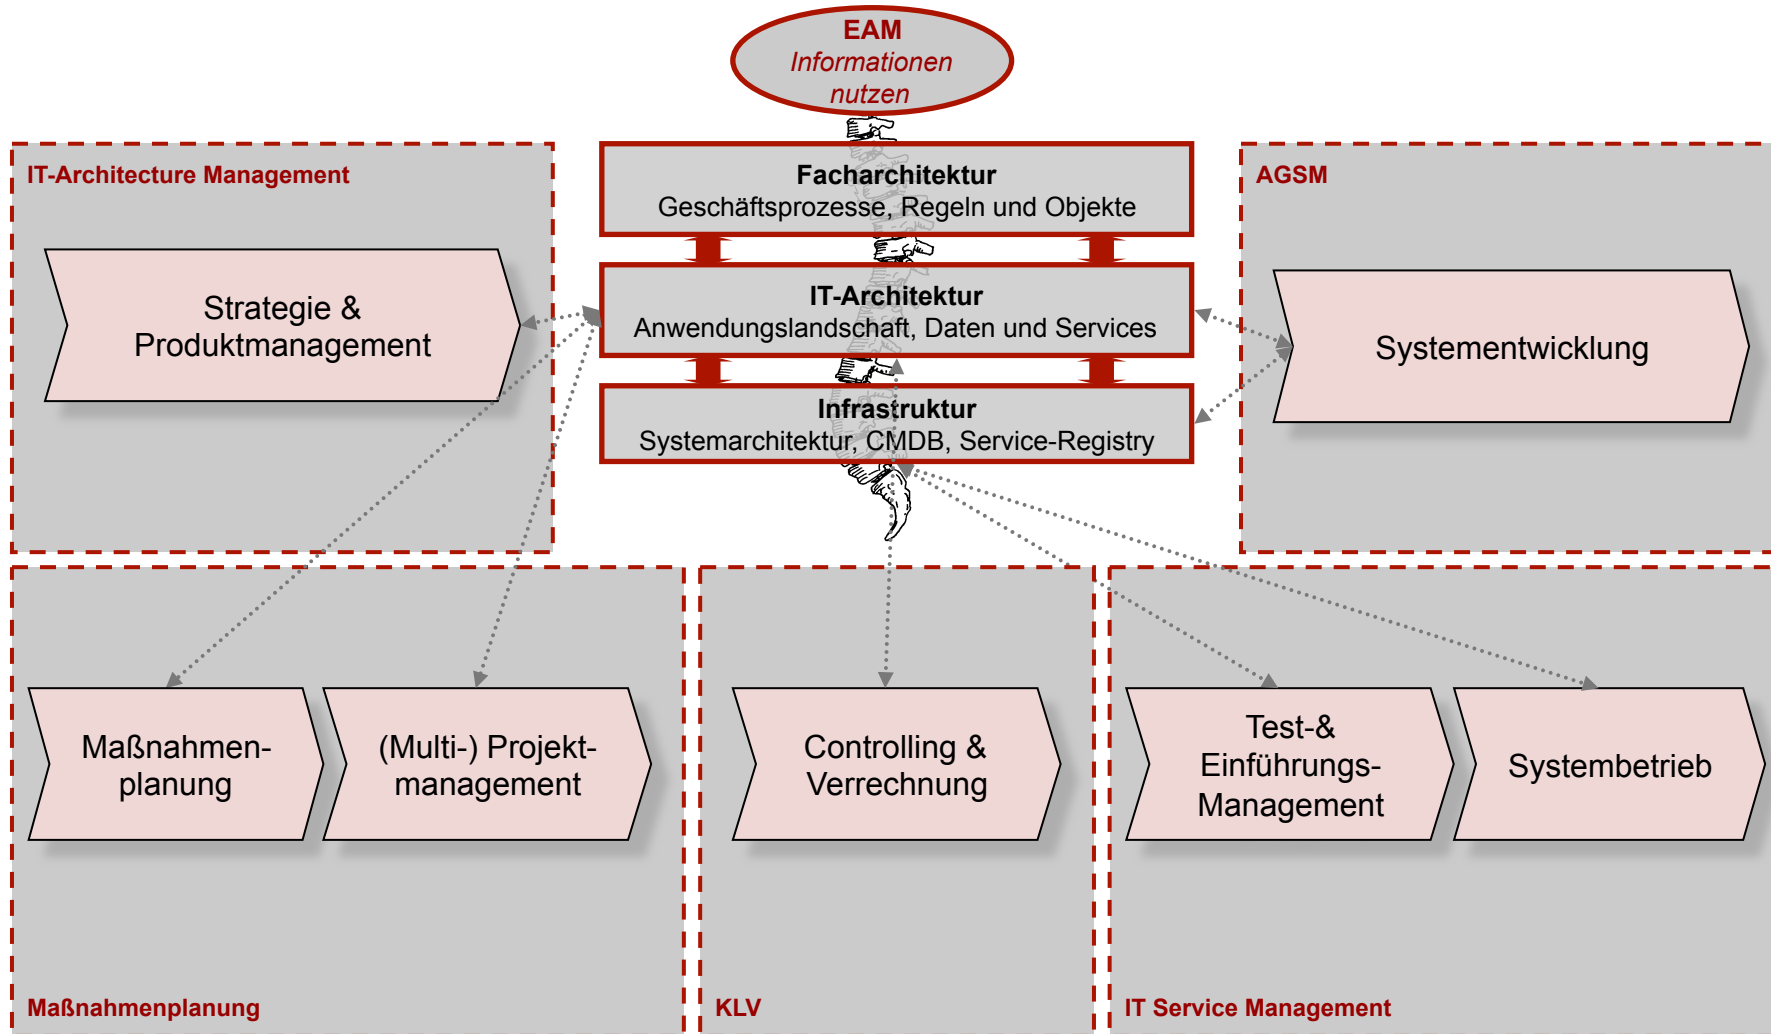 EAM
Informationen
nutzen
IT-Architecture Management
Strategie &
Produktmanagement
Facharchitektur
Geschäftsprozesse, Regeln und Objekte
IT-Architektur
Anwendungslandschaft, Daten und Services
Infrastruktur
Systemarchitektur, CMDB, Service-Registry
AGSM
Systementwicklung
Maßnahmen-
planung
(Multi-) Projekt-
management
Maßnahmenplanung
Controlling &
Verrechnung
KLV
Test-&
Einführungs-
Management
Systembetrieb
IT Service Management